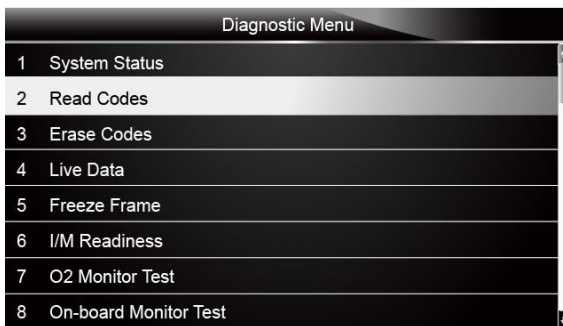 Diagnostic Menu
1 System Status
2 Read Codes
3 Erase Codes
4 Live Data
5 Freeze Frame
6 I/M Readiness
7 O2 Monitor Test
8 On-board Monitor Test